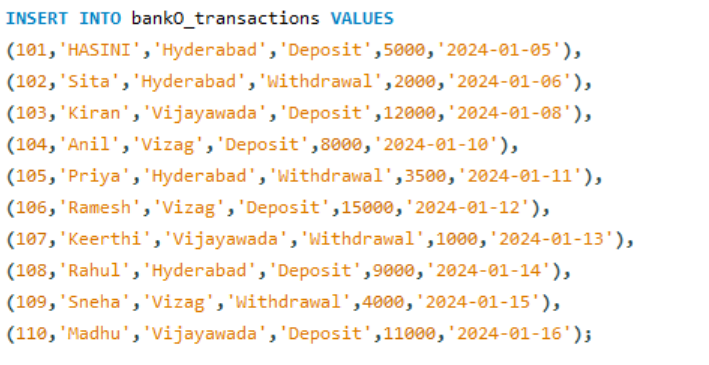 INSERT INTO bankO_transactions VALUES
(101,'HASINI','Hyderabad','Deposit',5000,'2024-01-05'),
(102,'Sita','Hyderabad','Withdrawal',2000,'2024-01-06'),
(103,'Kiran','Vijayawada','Deposit',12000,'2024-01-08'),
(104,'Anil','Vizag','Deposit',8000,'2024-01-10'),
(105,'Priya','Hyderabad','Withdrawal',3500,'2024-01-11'),
(106,'Ramesh','Vizag','Deposit',15000,'2024-01-12'),
(107,'Keerthi','Vijayawada','Withdrawal',1000,'2024-01-13'),
(108,'Rahul','Hyderabad','Deposit',9000,'2024-01-14'),
(109,'Sneha','Vizag','Withdrawal',4000,'2024-01-15'),
(110,'Madhu','Vijayawada','Deposit',11000,'2024-01-16');